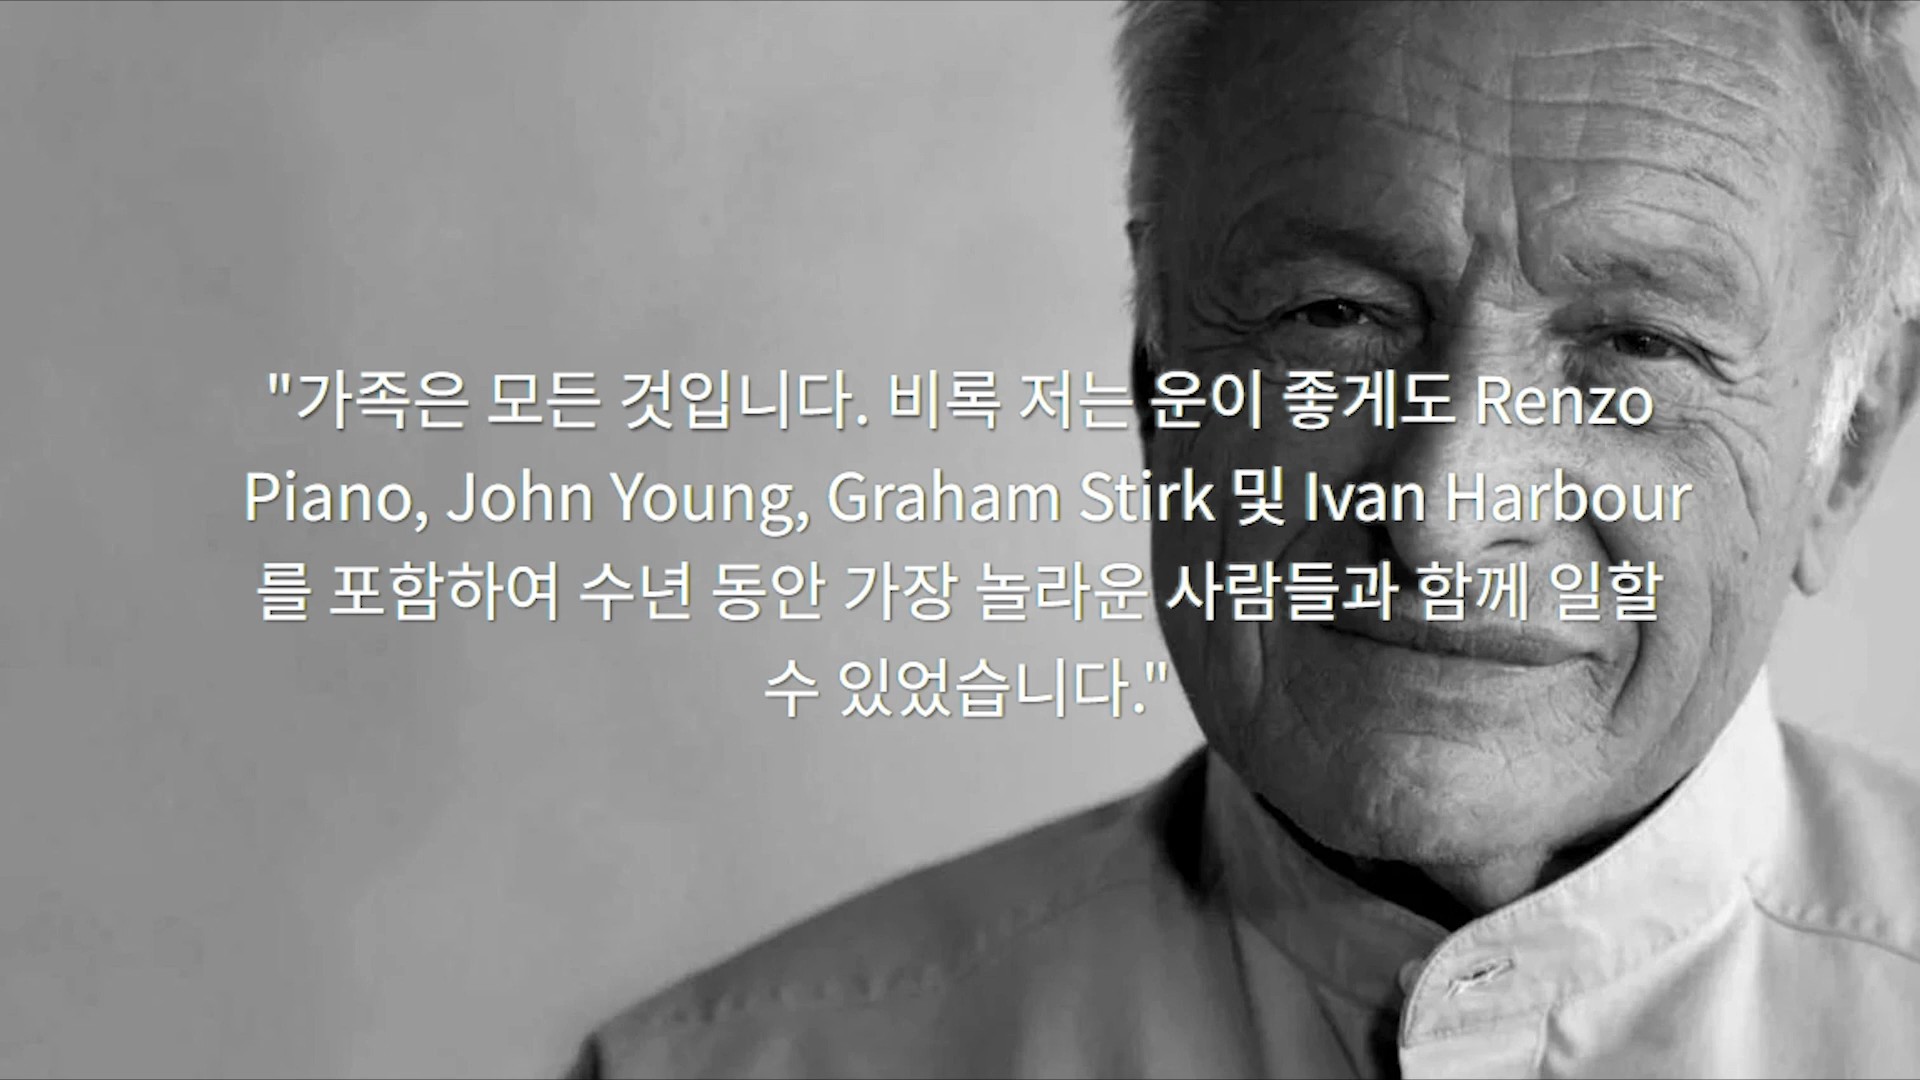 "가족은 모든 것입니다. 비록 저는 운이 좋게도 Renzo
Piano, John Young, Graham Stirk 및 Ivan Harbour
를 포함하여 수년 동안 가장 놀라운 사람들과 함께 일할
수 있었습니다."